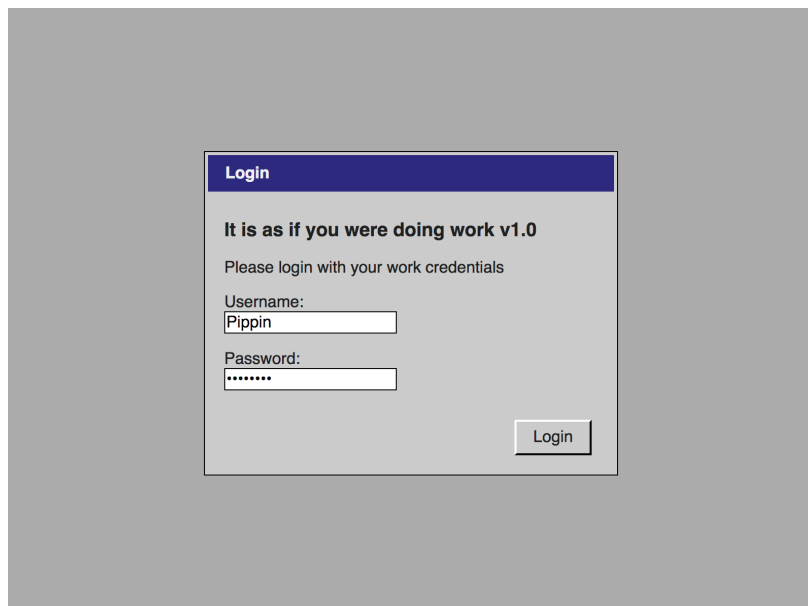 Login
It is as if you were doing work v1.0
Please login with your work credentials
Username:
Pippin
Password:
••••••••
Login